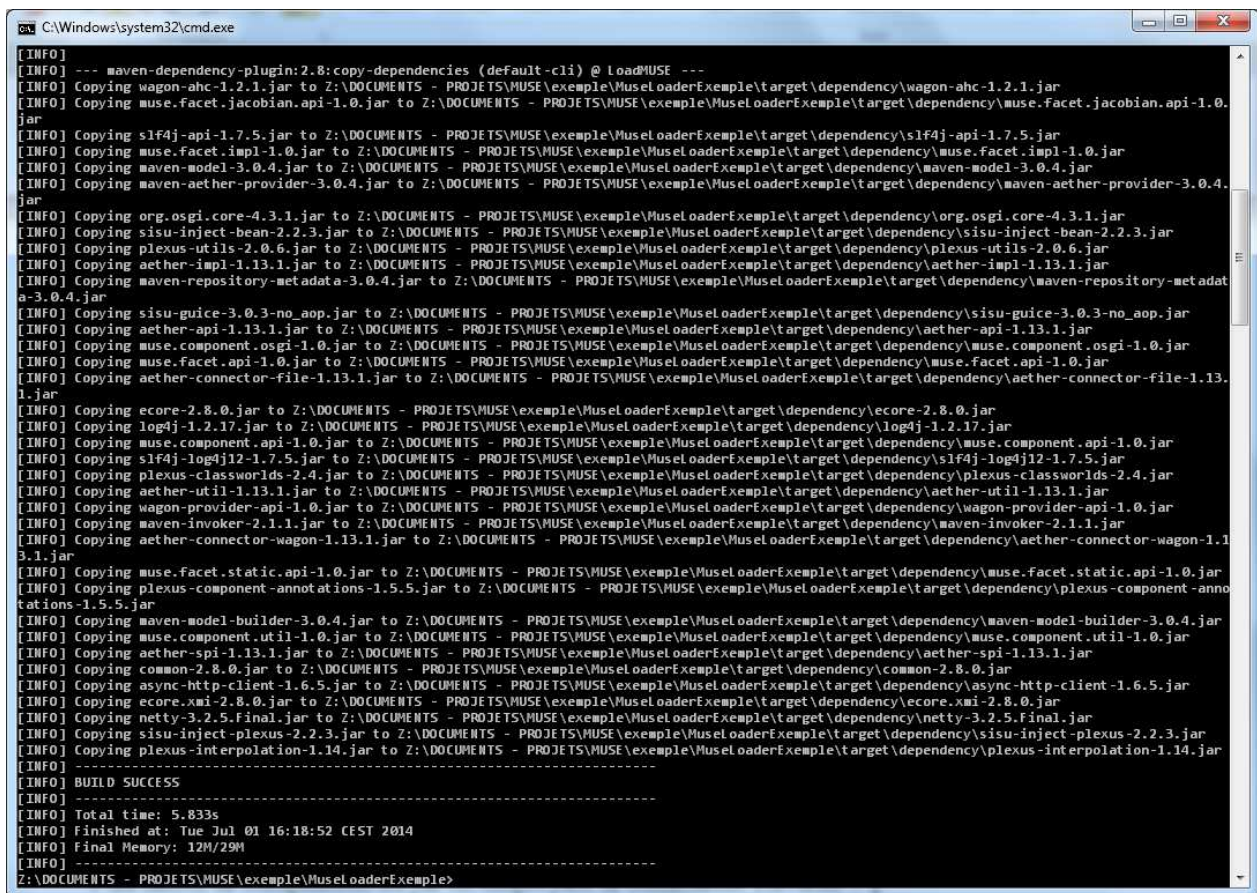 C:\Windows\system32\cmd.exe
[INFO]
[INFO] --- maven-dependency-plugin:2.8:copy-dependencies (default-cli) @ LoadMUSE ---
[INFO] Copying wagon-ahc-1.2.1.jar to Z:\DOCUMENTS - PROJETS\MUSE\exemple\MuseLoaderExemple\target\dependency\wagon-ahc-1.2.1.jar
[INFO] Copying muse.facet.jacobian.api-1.0.jar to Z:\DOCUMENTS - PROJETS\MUSE\exemple\MuseLoaderExemple\target\dependency\muse.facet.jacobian.api-1.0.
jar
[INFO] Copying slf4j-api-1.7.5.jar to Z:\DOCUMENTS - PROJETS\MUSE\exemple\MuseLoaderExemple\target\dependency\slf4j-api-1.7.5.jar
[INFO] Copying muse.facet.impl-1.0.jar to Z:\DOCUMENTS - PROJETS\MUSE\exemple\MuseLoaderExemple\target\dependency\muse.facet.impl-1.0.jar
[INFO] Copying maven-model-3.0.4.jar to Z:\DOCUMENTS - PROJETS\MUSE\exemple\MuseLoaderExemple\target\dependency\maven-model-3.0.4.jar
[INFO] Copying maven-aether-provider-3.0.4.jar to Z:\DOCUMENTS - PROJETS\MUSE\exemple\MuseLoaderExemple\target\dependency\maven-aether-provider-3.0.4.
jar
[INFO] Copying org.osgi.core-4.3.1.jar to Z:\DOCUMENTS - PROJETS\MUSE\exemple\MuseLoaderExemple\target\dependency\org.osgi.core-4.3.1.jar
[INFO] Copying sisu-inject-bean-2.2.3.jar to Z:\DOCUMENTS - PROJETS\MUSE\exemple\MuseLoaderExemple\target\dependency\sisu-inject-bean-2.2.3.jar
[INFO] Copying plexus-utils-2.0.6.jar to Z:\DOCUMENTS - PROJETS\MUSE\exemple\MuseLoaderExemple\target\dependency\plexus-utils-2.0.6.jar
[INFO] Copying aether-impl-1.13.1.jar to Z:\DOCUMENTS - PROJETS\MUSE\exemple\MuseLoaderExemple\target\dependency\aether-impl-1.13.1.jar
[INFO] Copying maven-repository-metadata-3.0.4.jar to Z:\DOCUMENTS - PROJETS\MUSE\exemple\MuseLoaderExemple\target\dependency\maven-repository-metadat
a-3.0.4.jar
[INFO] Copying sisu-guice-3.0.3-no_aop.jar to Z:\DOCUMENTS - PROJETS\MUSE\exemple\MuseLoaderExemple\target\dependency\sisu-guice-3.0.3-no_aop.jar
[INFO] Copying aether-api-1.13.1.jar to Z:\DOCUMENTS - PROJETS\MUSE\exemple\MuseLoaderExemple\target\dependency\aether-api-1.13.1.jar
[INFO] Copying muse.component.osgi-1.0.jar to Z:\DOCUMENTS - PROJETS\MUSE\exemple\MuseLoaderExemple\target\dependency\muse.component.osgi-1.0.jar
[INFO] Copying muse.facet.api-1.0.jar to Z:\DOCUMENTS - PROJETS\MUSE\exemple\MuseLoaderExemple\target\dependency\muse.facet.api-1.0.jar
[INFO] Copying aether-connector-file-1.13.1.jar to Z:\DOCUMENTS - PROJETS\MUSE\exemple\MuseLoaderExemple\target\dependency\aether-connector-file-1.13.
1.jar
[INFO] Copying ecore-2.8.0.jar to Z:\DOCUMENTS - PROJETS\MUSE\exemple\MuseLoaderExemple\target\dependency\ecore-2.8.0.jar
[INFO] Copying log4j-1.2.17.jar to Z:\DOCUMENTS - PROJETS\MUSE\exemple\MuseLoaderExemple\target\dependency\log4j-1.2.17.jar
[INFO] Copying muse.component.api-1.0.jar to Z:\DOCUMENTS - PROJETS\MUSE\exemple\MuseLoaderExemple\target\dependency\muse.component.api-1.0.jar
[INFO] Copying slf4j-log4j12-1.7.5.jar to Z:\DOCUMENTS - PROJETS\MUSE\exemple\MuseLoaderExemple\target\dependency\slf4j-log4j12-1.7.5.jar
[INFO] Copying plexus-classworlds-2.4.jar to Z:\DOCUMENTS - PROJETS\MUSE\exemple\MuseLoaderExemple\target\dependency\plexus-classworlds-2.4.jar
[INFO] Copying aether-util-1.13.1.jar to Z:\DOCUMENTS - PROJETS\MUSE\exemple\MuseLoaderExemple\target\dependency\aether-util-1.13.1.jar
[INFO] Copying wagon-provider-api-1.0.jar to Z:\DOCUMENTS - PROJETS\MUSE\exemple\MuseLoaderExemple\target\dependency\wagon-provider-api-1.0.jar
[INFO] Copying maven-invoker-2.1.1.jar to Z:\DOCUMENTS - PROJETS\MUSE\exemple\MuseLoaderExemple\target\dependency\maven-invoker-2.1.1.jar
[INFO] Copying aether-connector-wagon-1.13.1.jar to Z:\DOCUMENTS - PROJETS\MUSE\exemple\MuseLoaderExemple\target\dependency\aether-connector-wagon-1.1
3.1.jar
[INFO] Copying muse.facet.static.api-1.0.jar to Z:\DOCUMENTS - PROJETS\MUSE\exemple\MuseLoaderExemple\target\dependency\muse.facet.static.api-1.0.jar
[INFO] Copying plexus-component-annotations-1.5.5.jar to Z:\DOCUMENTS - PROJETS\MUSE\exemple\MuseLoaderExemple\target\dependency\plexus-component-anno
tations-1.5.5.jar
[INFO] Copying maven-model-builder-3.0.4.jar to Z:\DOCUMENTS - PROJETS\MUSE\exemple\MuseLoaderExemple\target\dependency\maven-model-builder-3.0.4.jar
[INFO] Copying muse.component.util-1.0.jar to Z:\DOCUMENTS - PROJETS\MUSE\exemple\MuseLoaderExemple\target\dependency\muse.component.util-1.0.jar
[INFO] Copying aether-spi-1.13.1.jar to Z:\DOCUMENTS - PROJETS\MUSE\exemple\MuseLoaderExemple\target\dependency\aether-spi-1.13.1.jar
[INFO] Copying common-2.8.0.jar to Z:\DOCUMENTS - PROJETS\MUSE\exemple\MuseLoaderExemple\target\dependency\common-2.8.0.jar
[INFO] Copying async-http-client-1.6.5.jar to Z:\DOCUMENTS - PROJETS\MUSE\exemple\MuseLoaderExemple\target\dependency\async-http-client-1.6.5.jar
[INFO] Copying ecore.xmi-2.8.0.jar to Z:\DOCUMENTS - PROJETS\MUSE\exemple\MuseLoaderExemple\target\dependency\ecore.xmi-2.8.0.jar
[INFO] Copying netty-3.2.5.Final.jar to Z:\DOCUMENTS - PROJETS\MUSE\exemple\MuseLoaderExemple\target\dependency\netty-3.2.5.Final.jar
[INFO] Copying sisu-inject-plexus-2.2.3.jar to Z:\DOCUMENTS - PROJETS\MUSE\exemple\MuseLoaderExemple\target\dependency\sisu-inject-plexus-2.2.3.jar
[INFO] Copying plexus-interpolation-1.14.jar to Z:\DOCUMENTS - PROJETS\MUSE\exemple\MuseLoaderExemple\target\dependency\plexus-interpolation-1.14.jar
[INFO] ------------------------------------------------------------------------
[INFO] BUILD SUCCESS
[INFO] ------------------------------------------------------------------------
[INFO] Total time: 5.833s
[INFO] Finished at: Tue Jul 01 16:18:52 CEST 2014
[INFO] Final Memory: 12M/29M
[INFO] ------------------------------------------------------------------------
Z:\DOCUMENTS - PROJETS\MUSE\exemple\MuseLoaderExemple>